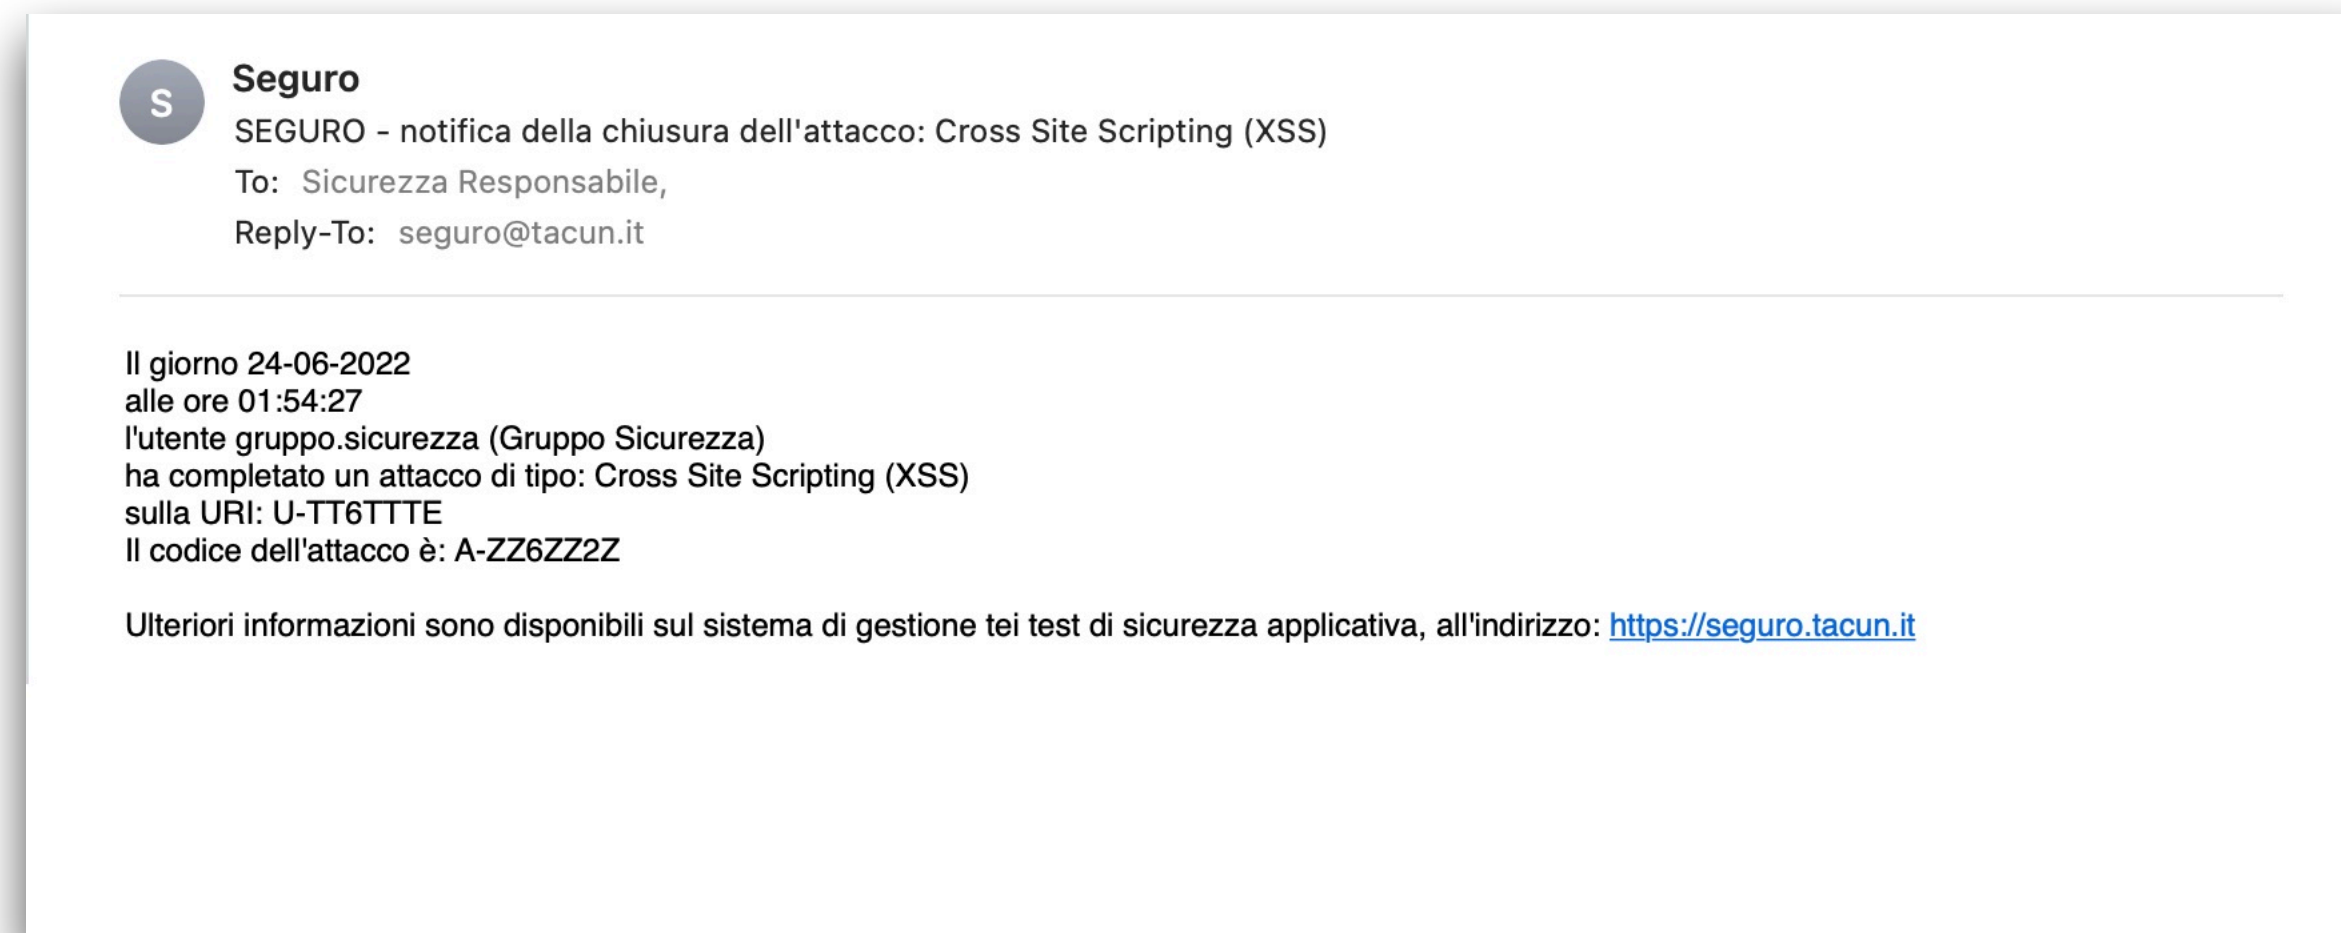 S
Seguro
SEGURO - notifica della chiusura dell'attacco: Cross Site Scripting (XSS)
To: Sicurezza Responsabile,
Reply-To: seguro@tacun.it
Il giorno 24-06-2022
alle ore 01:54:27
l'utente gruppo.sicurezza (Gruppo Sicurezza)
ha completato un attacco di tipo: Cross Site Scripting (XSS)
sulla URI: U-TT6TTTE
Il codice dell'attacco è: A-ZZ6ZZ2Z
Ulteriori informazioni sono disponibili sul sistema di gestione tei test di sicurezza applicativa, all'indirizzo: https://seguro.tacun.it